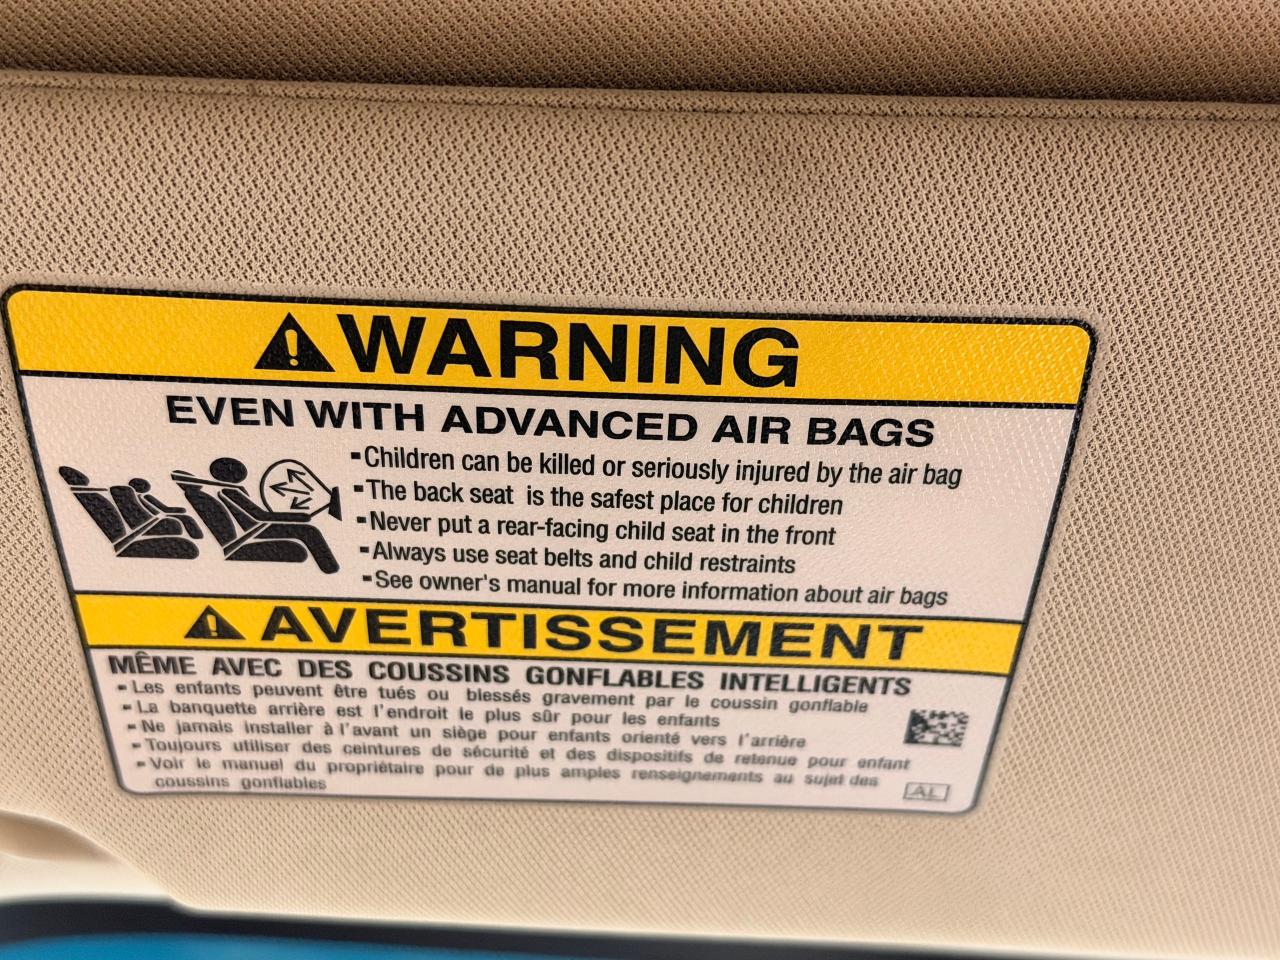 WARNING
EVEN WITH ADVANCED AIR BAGS
▪Children can be killed or seriously injured by the air bag
▪The back seat is the safest place for children
▪Never put a rear-facing child seat in the front
▪Always use seat belts and child restraints
▪See owner's manual for more information about air bags
AVERTISSEMENT
MÊME AVEC DES COUSSINS GONFLABLES INTELLIGENTS
▪Les enfants peuvent être tués ou blessés gravement par le coussin gonflable
▪La banquette arrière est l'endroit le plus sûr pour les enfants
▪Ne jamais installer à l'avant un siège pour enfants orienté vers l'arrière
▪Toujours utiliser des ceintures de sécurité et des dispositifs de retenue pour enfant
▪Voir le manuel du propriétaire pour de plus amples renseignements au sujet des
coussins gonflables
AL